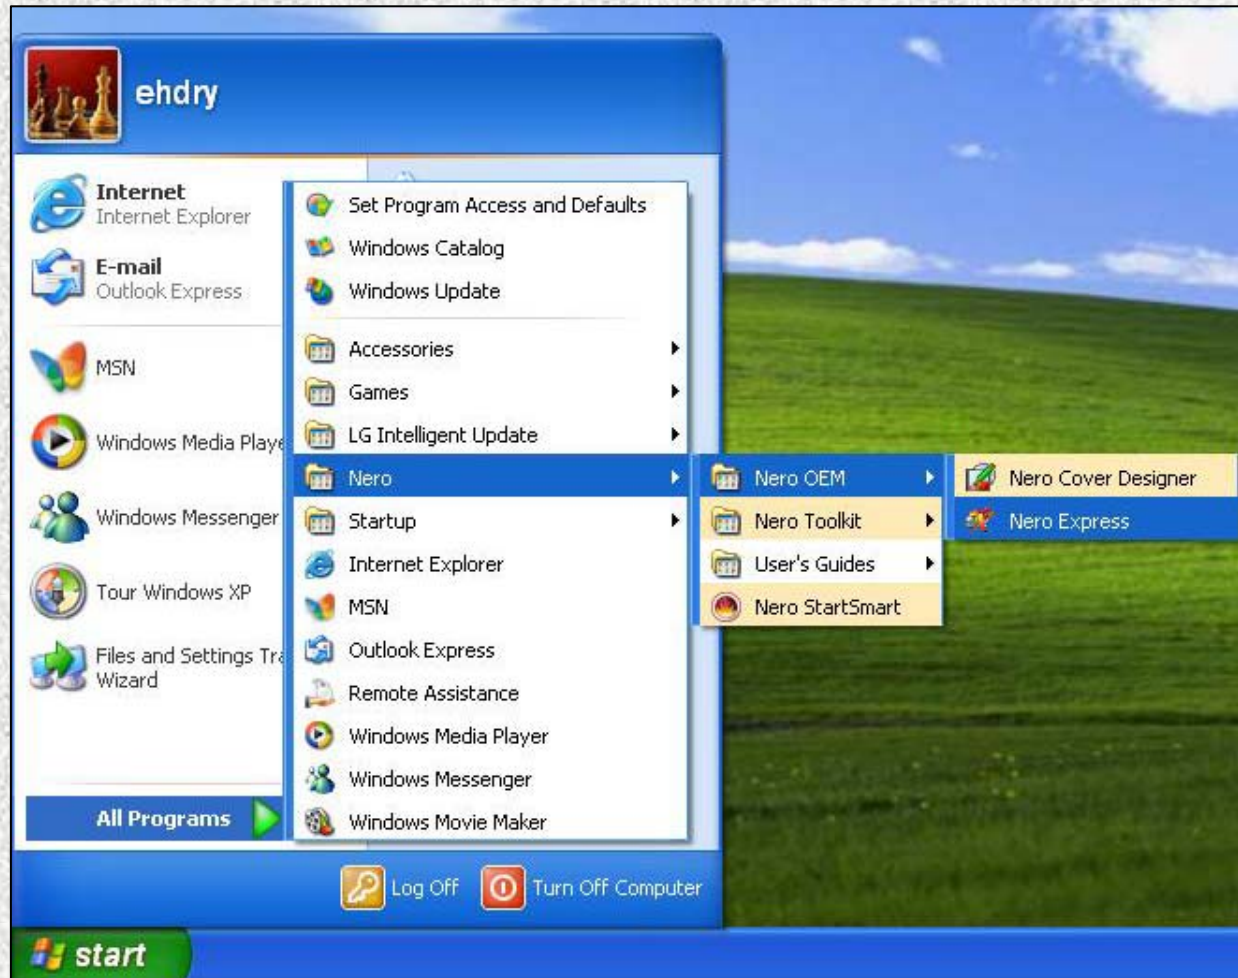 ehdry
Internet
Internet Explorer
E-mail
Outlook Express
MSN
Windows Media Playe
Windows Messenger
Tour Windows XP
Files and Settings Tra
Wizard
All Programs
Set Program Access and Defaults
Windows Catalog
Windows Update
Accessories
Games
LG Intelligent Update
Nero
Startup
Internet Explorer
MSN
Outlook Express
Remote Assistance
Windows Media Player
Windows Messenger
Windows Movie Maker
Nero OEM
Nero Toolkit
User's Guides
Nero StartSmart
Nero Cover Designer
Nero Express
Log Off
Turn Off Computer
start